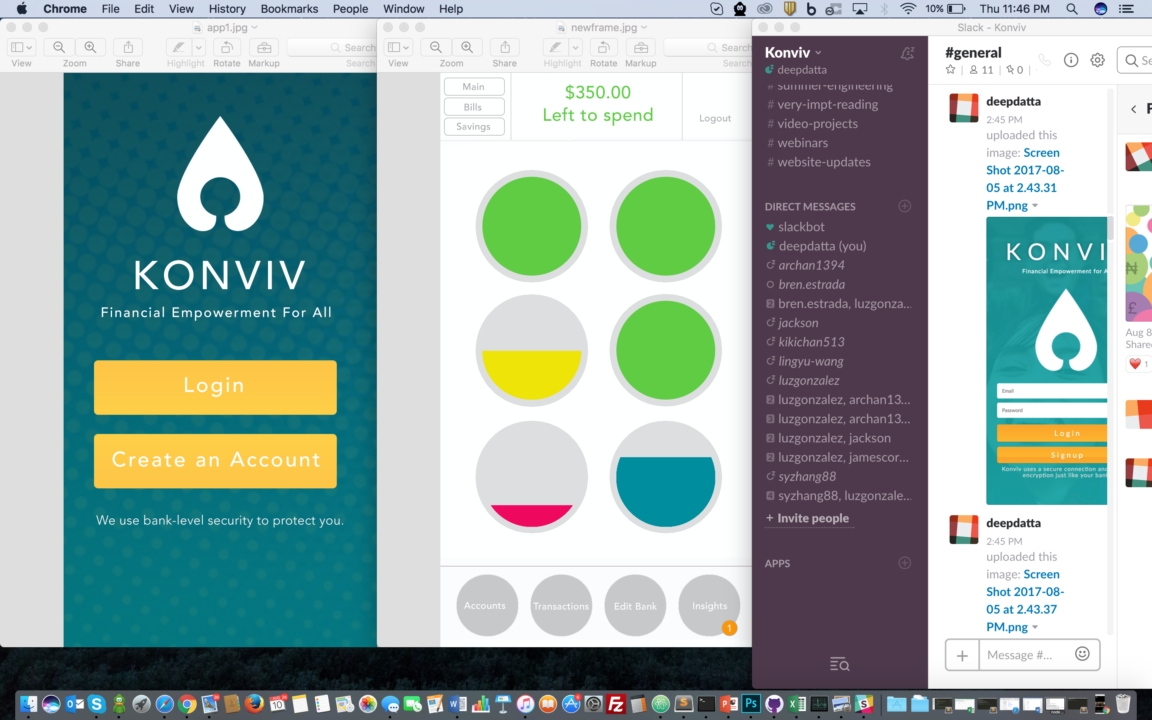 Chrome File Edit View History Bookmarks People Window Help
10% Thu 11:46 PM
app1.jpg
View Zoom Share Highlight Rotate Markup Search
Search
KONVIV
Financial Empowerment For All
Login
Create an Account
We use bank-level security to protect you.
newframe.jpg
View Zoom Share Highlight Rotate Markup Search
Search
Main
Bills
Savings
$350.00
Left to spend
Logout
Accounts
Transactions
Edit Bank
Insights
1
Slack - Konviv
Konviv
deepdatta
# summer-engineering
# very-impt-reading
# video-projects
# webinars
# website-updates
DIRECT MESSAGES
slackbot
deepdatta (you)
archan1394
bren.estrada
2 bren.estrada, luzgonza...
jackson
kikichan513
lingyu-wang
luzgonzalez
luzgonzalez, archan13...
luzgonzalez, archan13...
luzgonzalez, jackson
luzgonzalez, jamescor...
syzhang88
syzhang88, luzgonzale...
+ Invite people
APPS
#general
11 | 0
Se
deepdatta
2:45 PM
uploaded this
image: Screen
Shot 2017-08-
05 at 2.43.31
PM.png
KONVI
Financial Empowerment for A
Email
Password
Login
Signup
Konviv uses a secure connection and
encryption just like your bank
deepdatta
2:45 PM
uploaded this
image: Screen
Shot 2017-08-
05 at 2.43.37
PM.png
Message #...
Aug 8
Share
1